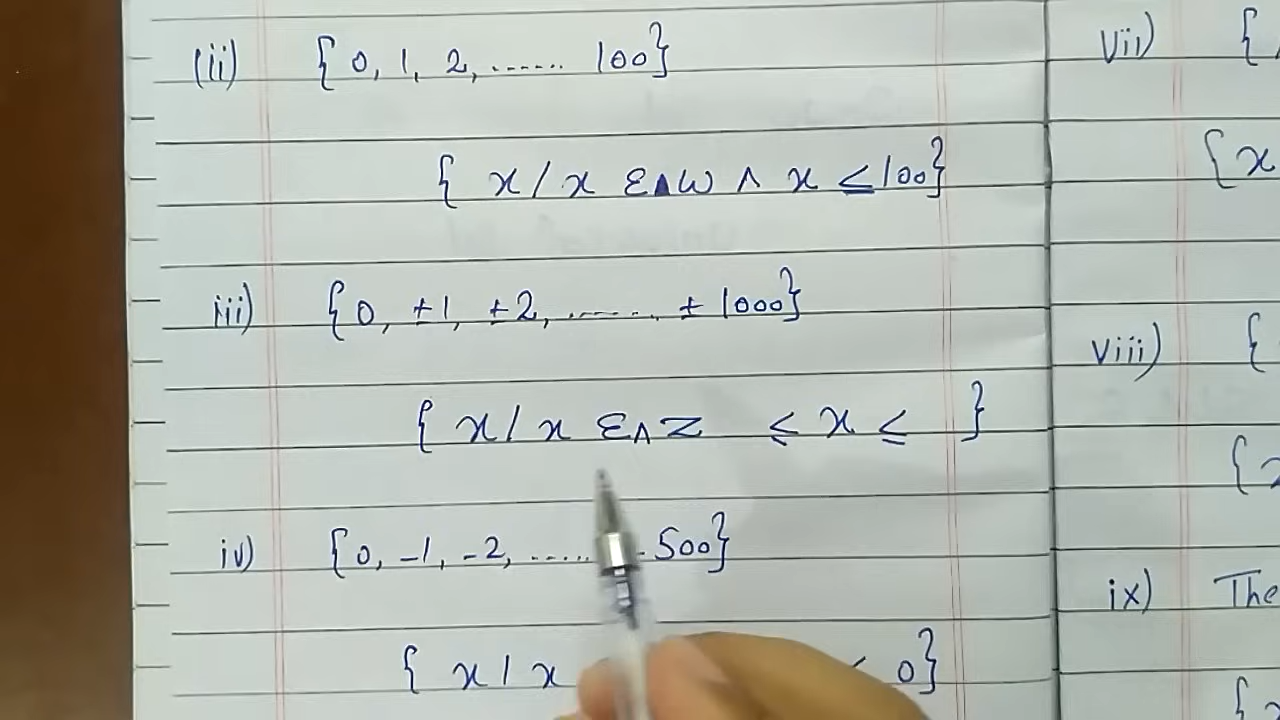 (ii) { 0, 1, 2, ...... 100}
{ x / x ε∧W ∧ x ≤ 100}
iii) {0, ±1, ±2, ....... ± 1000}
{ x / x ε∧ Z ≤ x ≤ }
iv) {0, -1, -2, ..... - 500}
{ x / x < 0}
vii) {
{ x
viii) {
{
ix) The
{